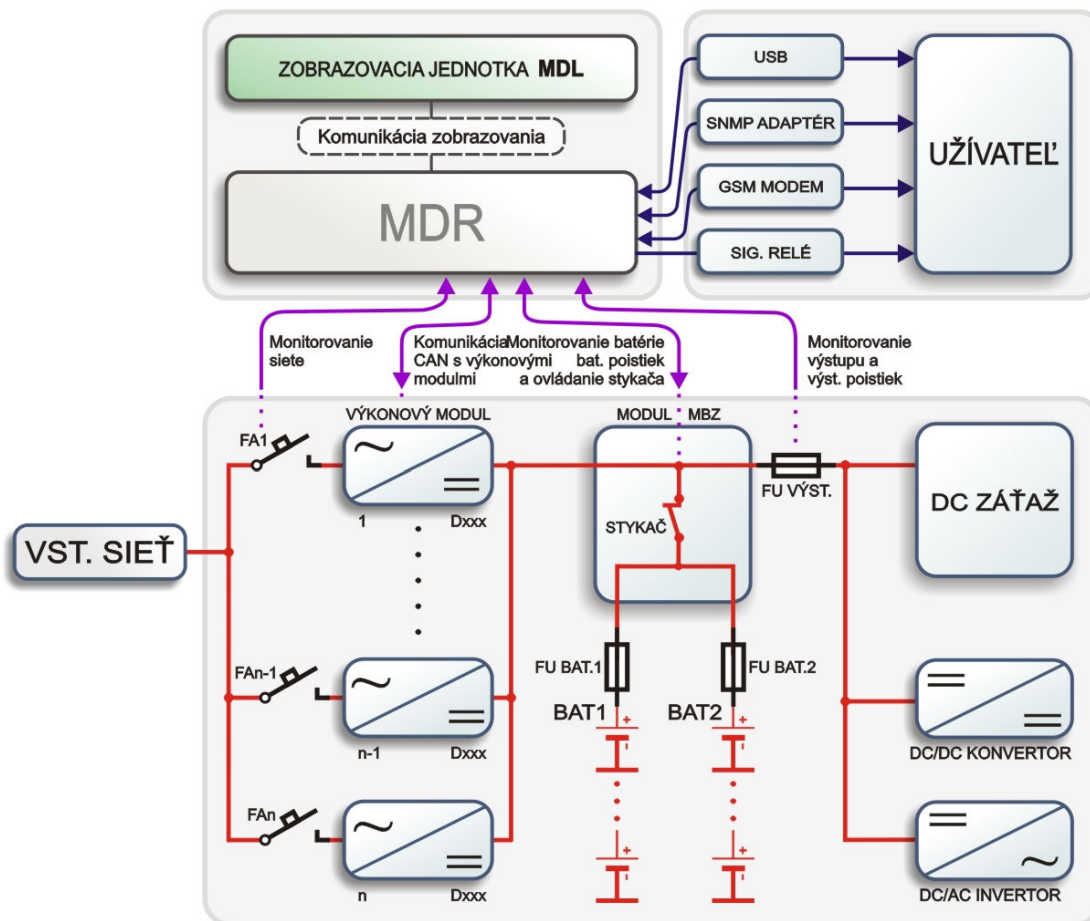 ZOBRAZOVACIA JEDNOTKA MDL
Komunikácia zobrazovania
MDR
USB
SNMP ADAPTÉR
GSM MODEM
SIG. RELÉ
UŽÍVATEĽ
Monitorovanie
siete
Komunikácia
CAN s výkonovými
modulmi
Monitorovanie batérie
bat. poistiek
a ovládanie stykača
Monitorovanie
výstupu a
výst. poistiek
VST. SIEŤ
FA1
VÝKONOVÝ MODUL
1 Dxxx
FAn-1
n-1 Dxxx
FAn
n Dxxx
MODUL MBZ
STYKAČ
FU BAT.1
FU BAT.2
BAT1
BAT2
FU VÝST.
DC ZÁŤAŽ
DC/DC KONVERTOR
DC/AC INVERTOR